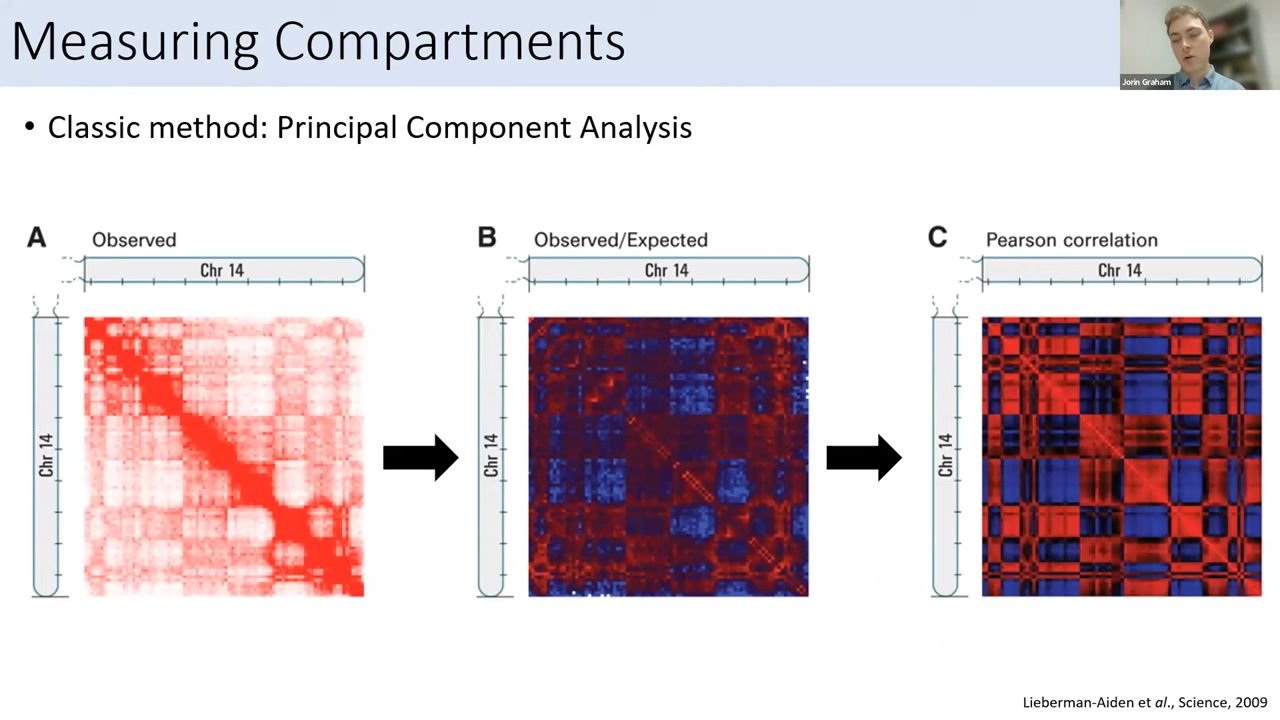 Measuring Compartments
Jorin Graham
• Classic method: Principal Component Analysis
A Observed
Chr 14
Chr 14
B Observed/Expected
Chr 14
Chr 14
C Pearson correlation
Chr 14
Chr 14
Lieberman-Aiden et al., Science, 2009